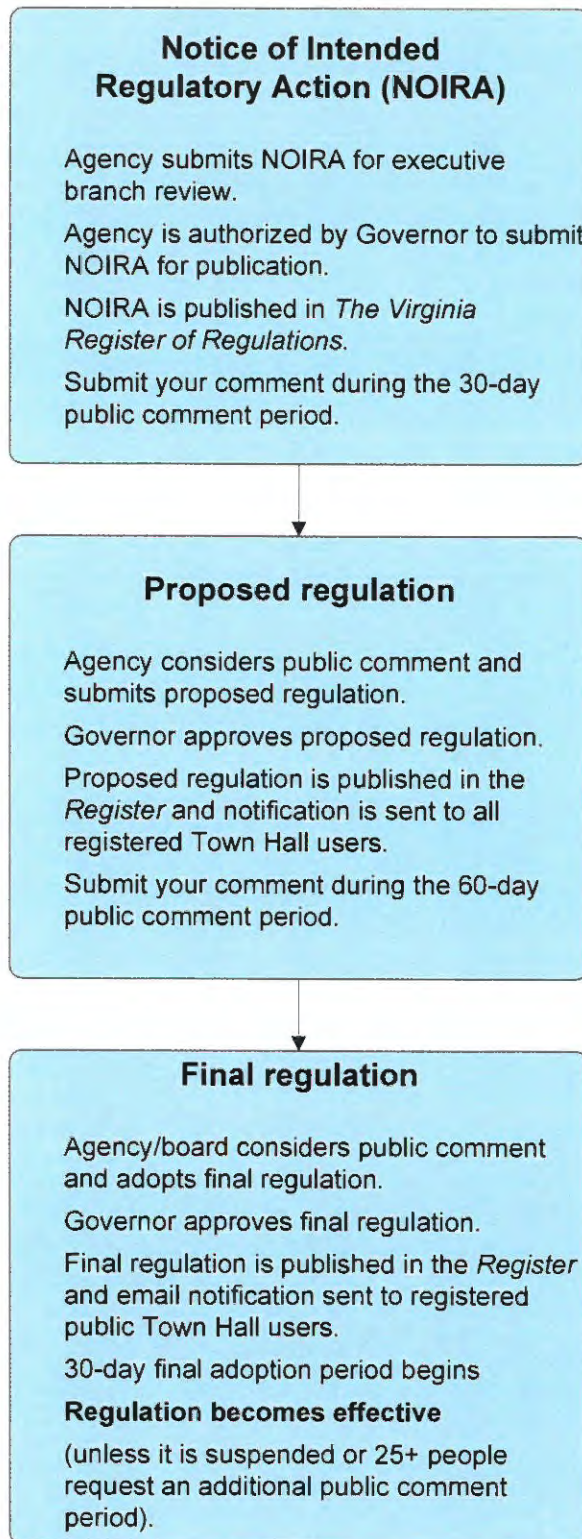 Notice of Intended
Regulatory Action (NOIRA)
Agency submits NOIRA for executive
branch review.
Agency is authorized by Governor to submit
NOIRA for publication.
NOIRA is published in The Virginia
Register of Regulations.
Submit your comment during the 30-day
public comment period.
Proposed regulation
Agency considers public comment and
submits proposed regulation.
Governor approves proposed regulation.
Proposed regulation is published in the
Register and notification is sent to all
registered Town Hall users.
Submit your comment during the 60-day
public comment period.
Final regulation
Agency/board considers public comment
and adopts final regulation.
Governor approves final regulation.
Final regulation is published in the Register
and email notification sent to registered
public Town Hall users.
30-day final adoption period begins
Regulation becomes effective
(unless it is suspended or 25+ people
request an additional public comment
period).